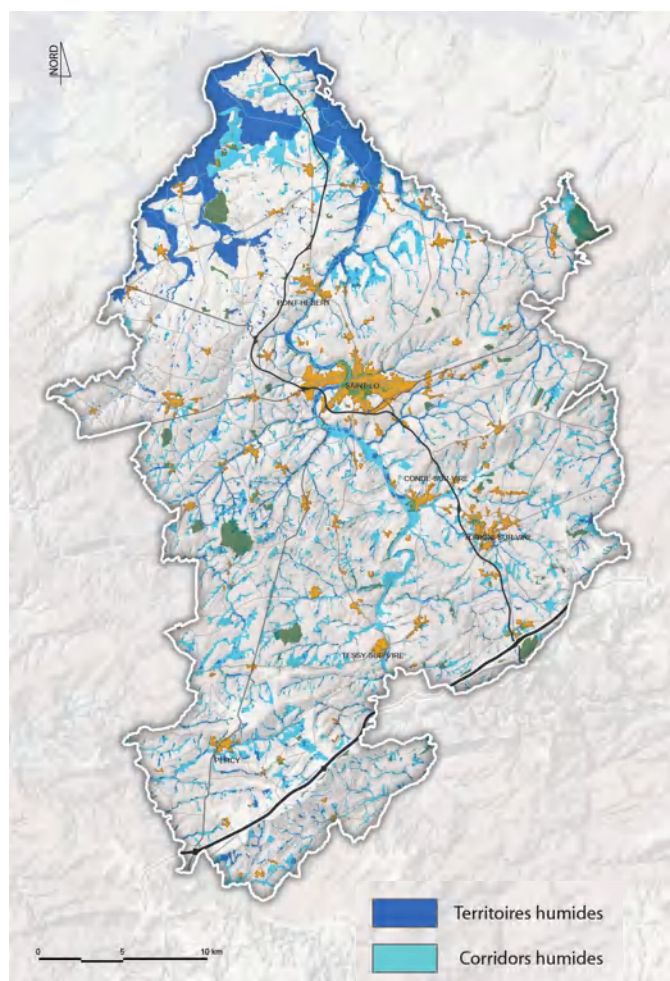 NORD
PONT-HEBERT
SAINT-LO
CONDE-SUR-VIRE
TORIGNI-SUR-VIRE
TESSY-SUR-VIRE
PERCY
Territoires humides
0 5 10 km
Corridors humides